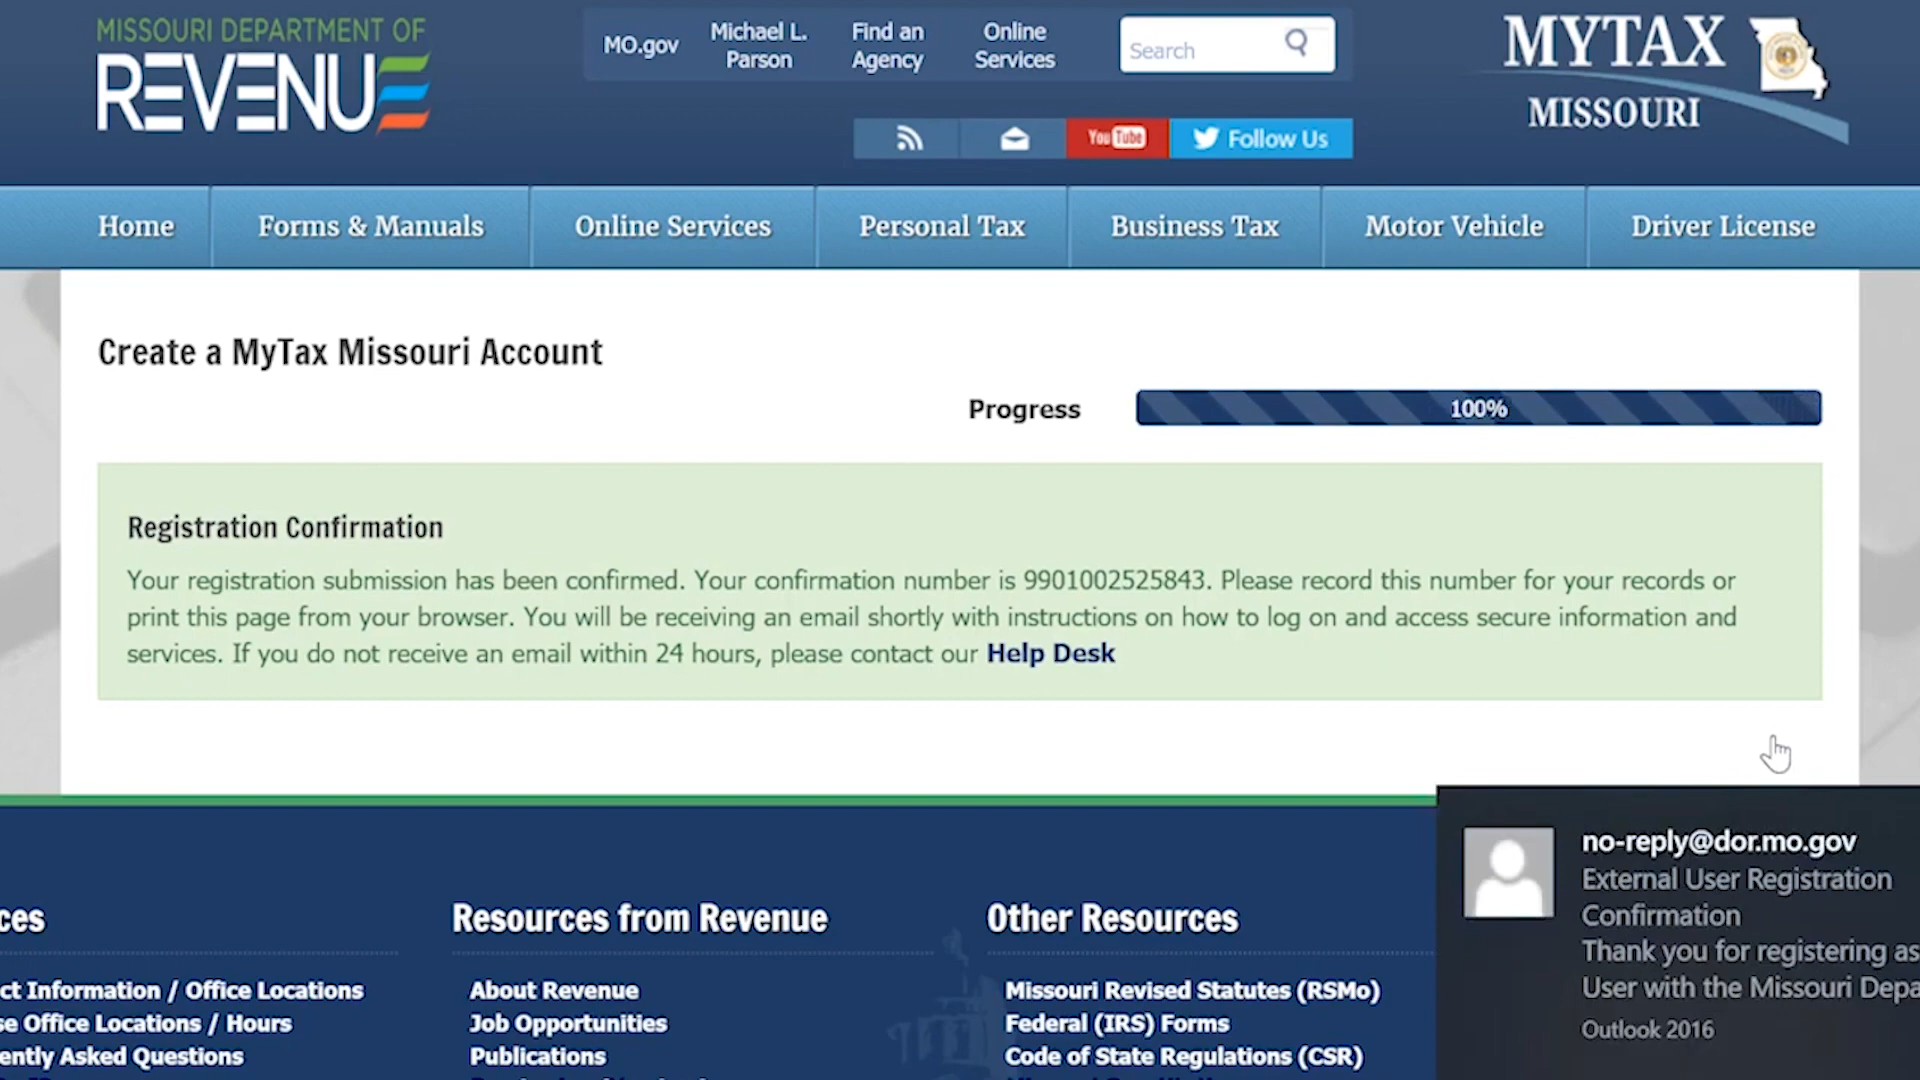 MISSOURI DEPARTMENT OF
REVENUE
MO.gov
Michael L.
Parson
Find an
Agency
Online
Services
Search
MYTAX
MISSOURI
You Tube
Follow Us
Home
Forms & Manuals
Online Services
Personal Tax
Business Tax
Motor Vehicle
Driver License
Create a MyTax Missouri Account
Progress
100%
Registration Confirmation
Your registration submission has been confirmed. Your confirmation number is 9901002525843. Please record this number for your records or
print this page from your browser. You will be receiving an email shortly with instructions on how to log on and access secure information and
services. If you do not receive an email within 24 hours, please contact our Help Desk
no-reply@dor.mo.gov
External User Registration
Confirmation
Thank you for registering as
User with the Missouri Depa
Outlook 2016
ces
ct Information / Office Locations
se Office Locations / Hours
ently Asked Questions
Resources from Revenue
About Revenue
Job Opportunities
Publications
Other Resources
Missouri Revised Statutes (RSMo)
Federal (IRS) Forms
Code of State Regulations (CSR)